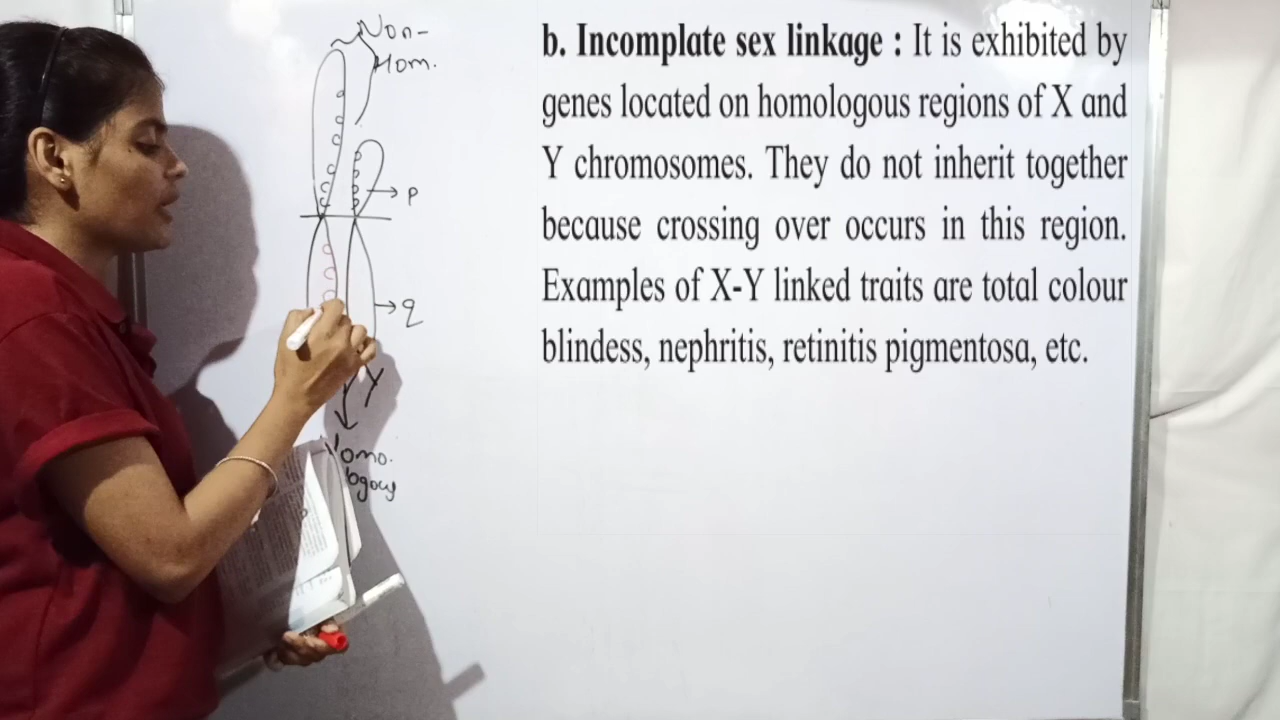 Non-
Hom.
p
q
Y
Homo.
logous
b. Incomplate sex linkage : It is exhibited by
genes located on homologous regions of X and
Y chromosomes. They do not inherit together
because crossing over occurs in this region.
Examples of X-Y linked traits are total colour
blindess, nephritis, retinitis pigmentosa, etc.